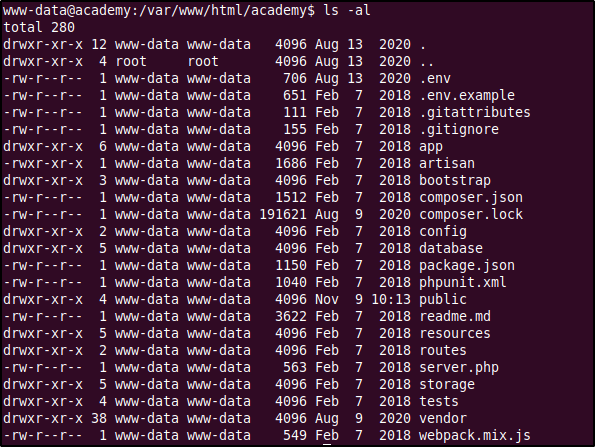 www-data@academy:/var/www/html/academy$ ls -al
total 280
drwxr-xr-x 12 www-data www-data   4096 Aug 13  2020 .
drwxr-xr-x  4 root     root       4096 Aug 13  2020 ..
-rw-r--r--  1 www-data www-data    706 Aug 13  2020 .env
-rw-r--r--  1 www-data www-data    651 Feb  7  2018 .env.example
-rw-r--r--  1 www-data www-data    111 Feb  7  2018 .gitattributes
-rw-r--r--  1 www-data www-data    155 Feb  7  2018 .gitignore
drwxr-xr-x  6 www-data www-data   4096 Feb  7  2018 app
-rw-r--r--  1 www-data www-data   1686 Feb  7  2018 artisan
drwxr-xr-x  3 www-data www-data   4096 Feb  7  2018 bootstrap
-rw-r--r--  1 www-data www-data   1512 Feb  7  2018 composer.json
-rw-r--r--  1 www-data www-data 191621 Aug  9  2020 composer.lock
drwxr-xr-x  2 www-data www-data   4096 Feb  7  2018 config
drwxr-xr-x  5 www-data www-data   4096 Feb  7  2018 database
-rw-r--r--  1 www-data www-data   1150 Feb  7  2018 package.json
-rw-r--r--  1 www-data www-data   1040 Feb  7  2018 phpunit.xml
drwxr-xr-x  4 www-data www-data   4096 Nov  9 10:13 public
-rw-r--r--  1 www-data www-data   3622 Feb  7  2018 readme.md
drwxr-xr-x  5 www-data www-data   4096 Feb  7  2018 resources
drwxr-xr-x  2 www-data www-data   4096 Feb  7  2018 routes
-rw-r--r--  1 www-data www-data    563 Feb  7  2018 server.php
drwxr-xr-x  5 www-data www-data   4096 Feb  7  2018 storage
drwxr-xr-x  4 www-data www-data   4096 Feb  7  2018 tests
drwxr-xr-x 38 www-data www-data   4096 Aug  9  2020 vendor
-rw-r--r--  1 www-data www-data    549 Feb  7  2018 webpack.mix.js